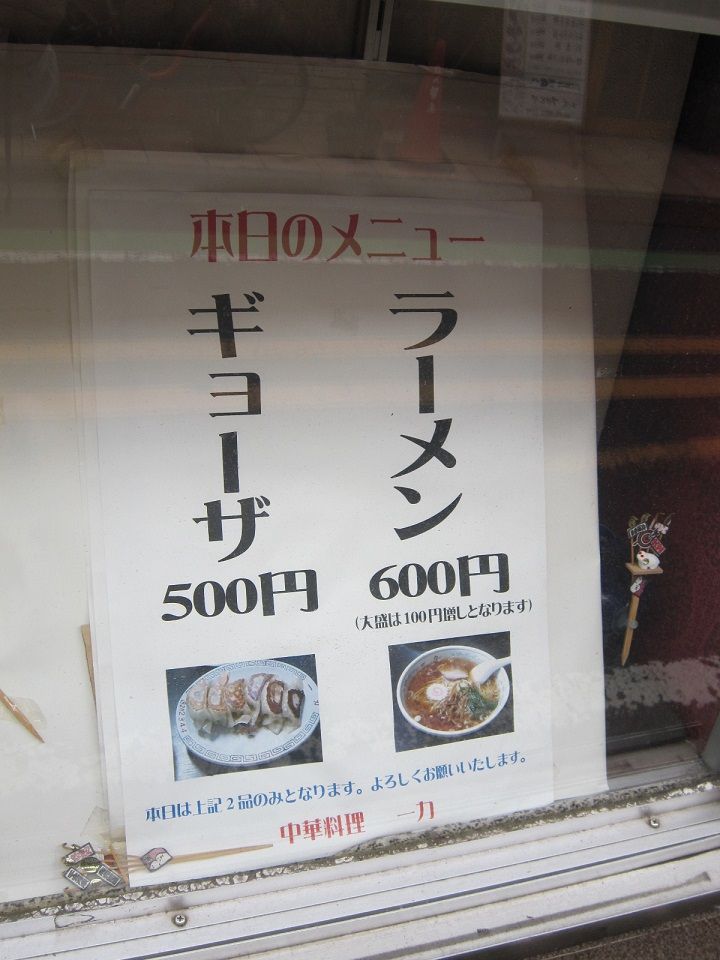 本日のメニュー
ラーメン
600円
(大盛は100円増しとなります)
ギョーザ
500円
本日は上記2品のみとなります。よろしくお願いいたします。
中華料理 一力